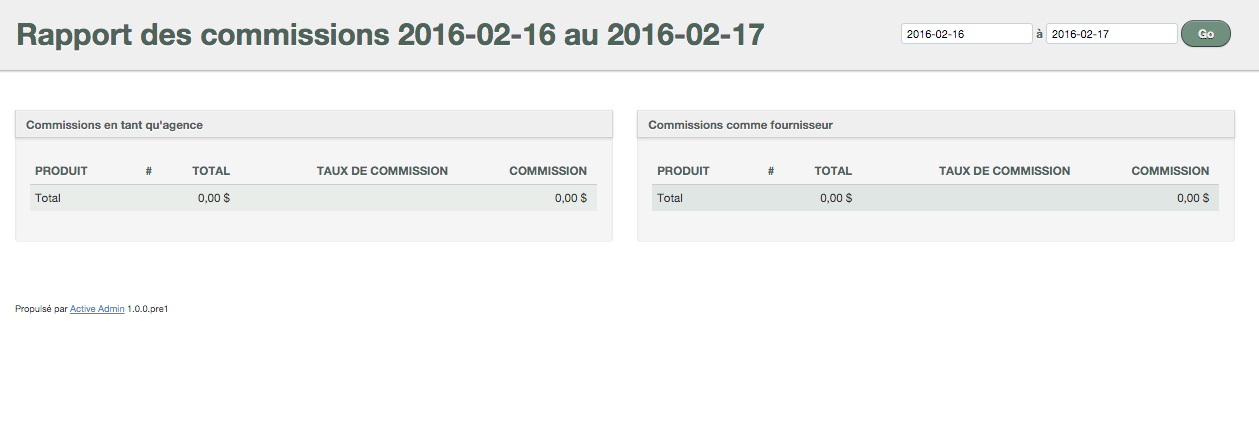 Rapport des commissions 2016-02-16 au 2016-02-17
2016-02-16 à 2016-02-17 Go
Commissions en tant qu'agence
PRODUIT # TOTAL TAUX DE COMMISSION COMMISSION
Total 0,00 $ 0,00 $
Commissions comme fournisseur
PRODUIT # TOTAL TAUX DE COMMISSION COMMISSION
Total 0,00 $ 0,00 $
Propulsé par Active Admin 1.0.0.pre1